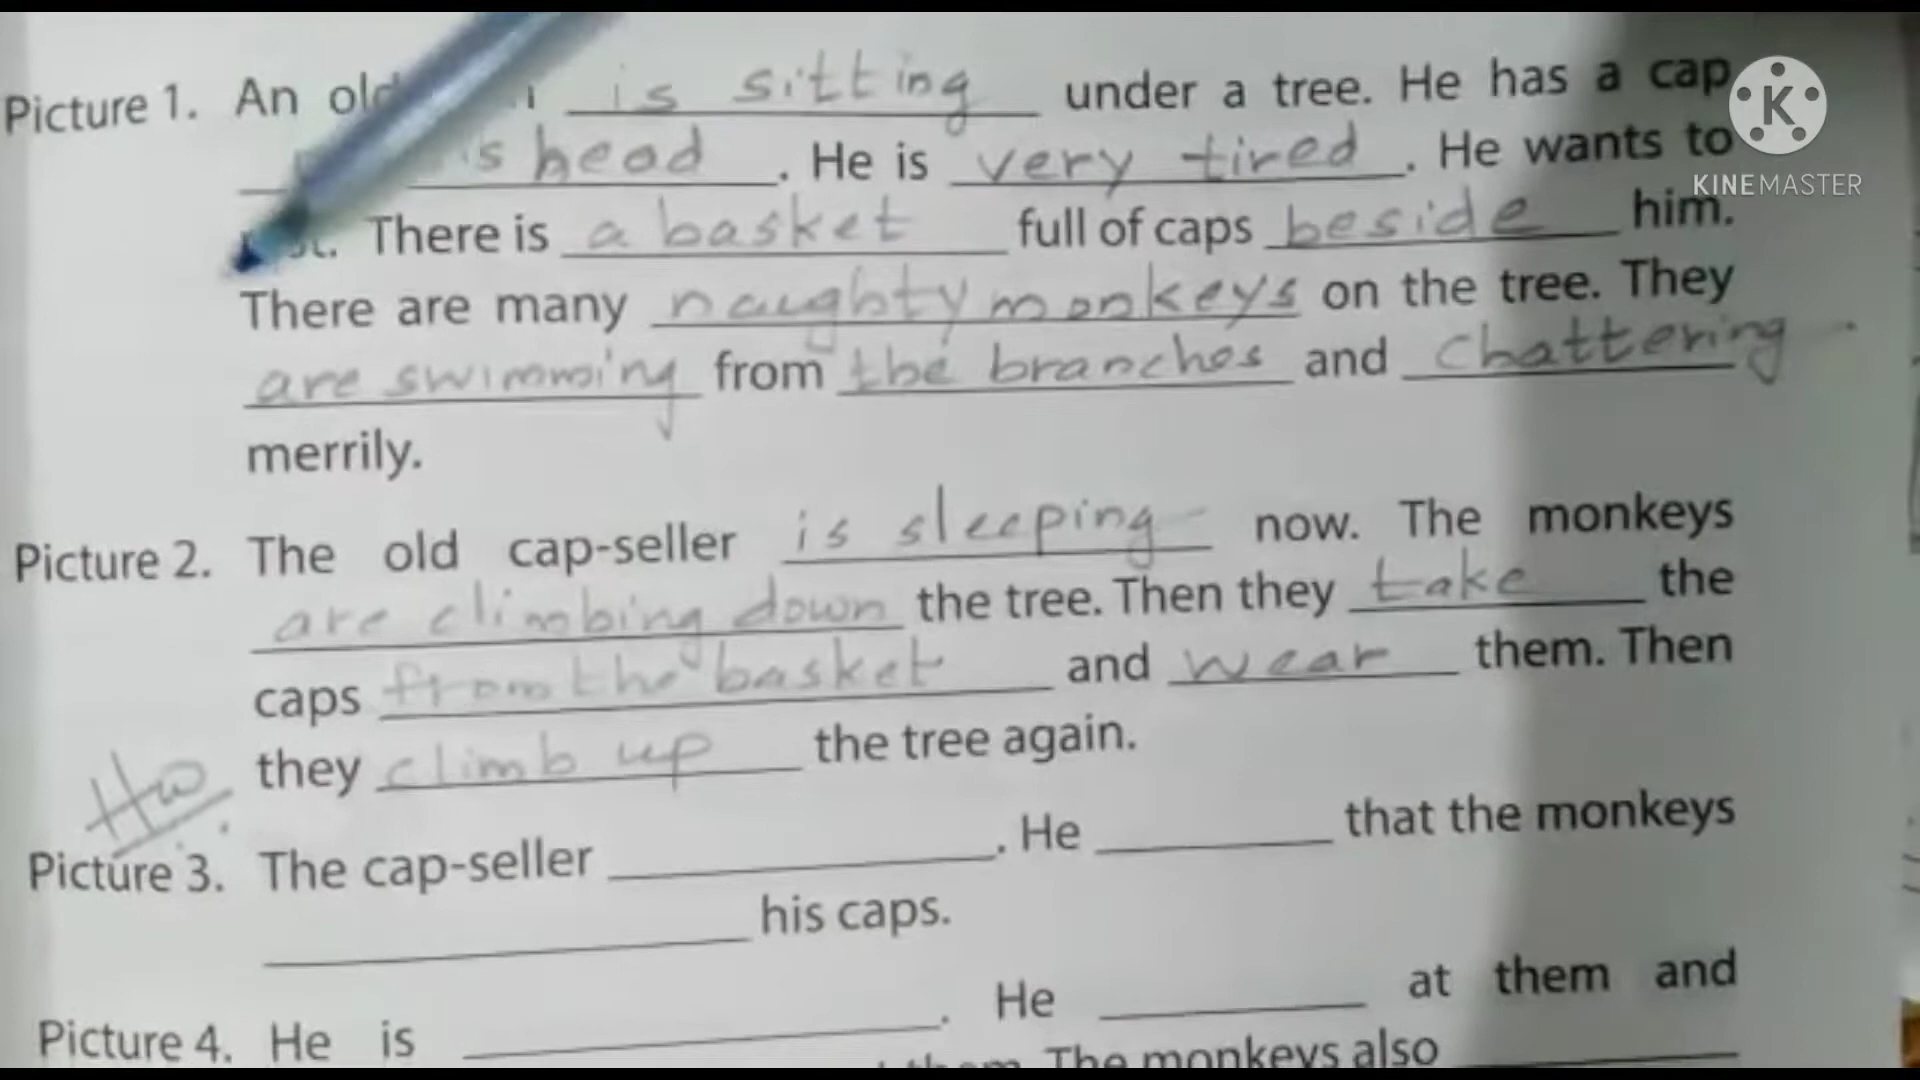 Picture 1. An old is sitting under a tree. He has a cap
head. He is very tired. He wants to
There is a basket full of caps beside him.
There are many naughty monkeys on the tree. They
are swimming from the branches and chattering
merrily.
Picture 2. The old cap-seller is sleeping now. The monkeys
are climbing down the tree. Then they take the
caps from the basket and wear them. Then
they climb up the tree again.
HW
Picture 3. The cap-seller . He that the monkeys
his caps.
Picture 4. He is . He at them and
them. The monkeys also
K
KINEMASTER